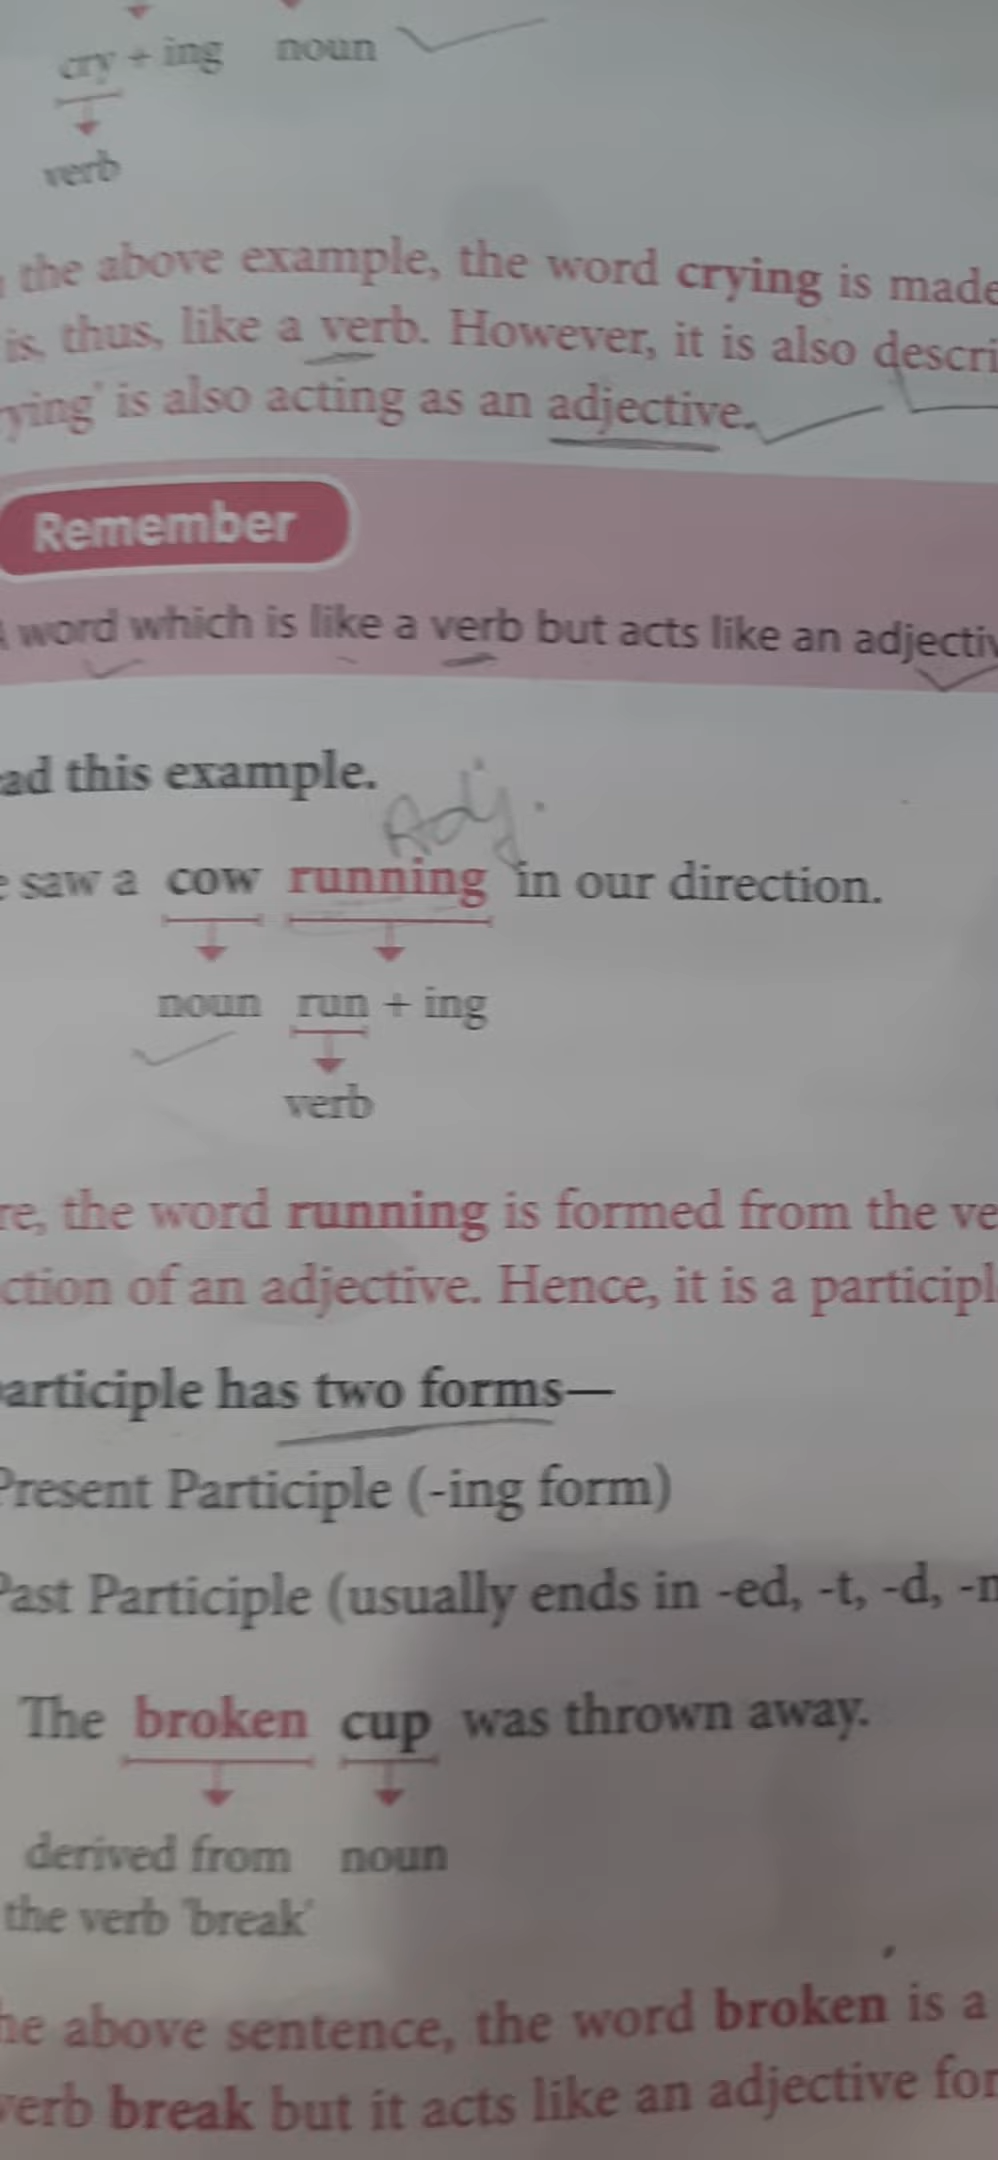 cry + ing noun
verb
the above example, the word crying is made
is, thus, like a verb. However, it is also descri
ying' is also acting as an adjective.
Remember
word which is like a verb but acts like an adjectiv
ad this example.
Adj.
e saw a cow running in our direction.
noun run + ing
verb
re, the word running is formed from the ve
ction of an adjective. Hence, it is a participl
articiple has two forms—
Present Participle (-ing form)
Past Participle (usually ends in -ed, -t, -d, -n
The broken cup was thrown away.
derived from noun
the verb 'break'
he above sentence, the word broken is a
verb break but it acts like an adjective for